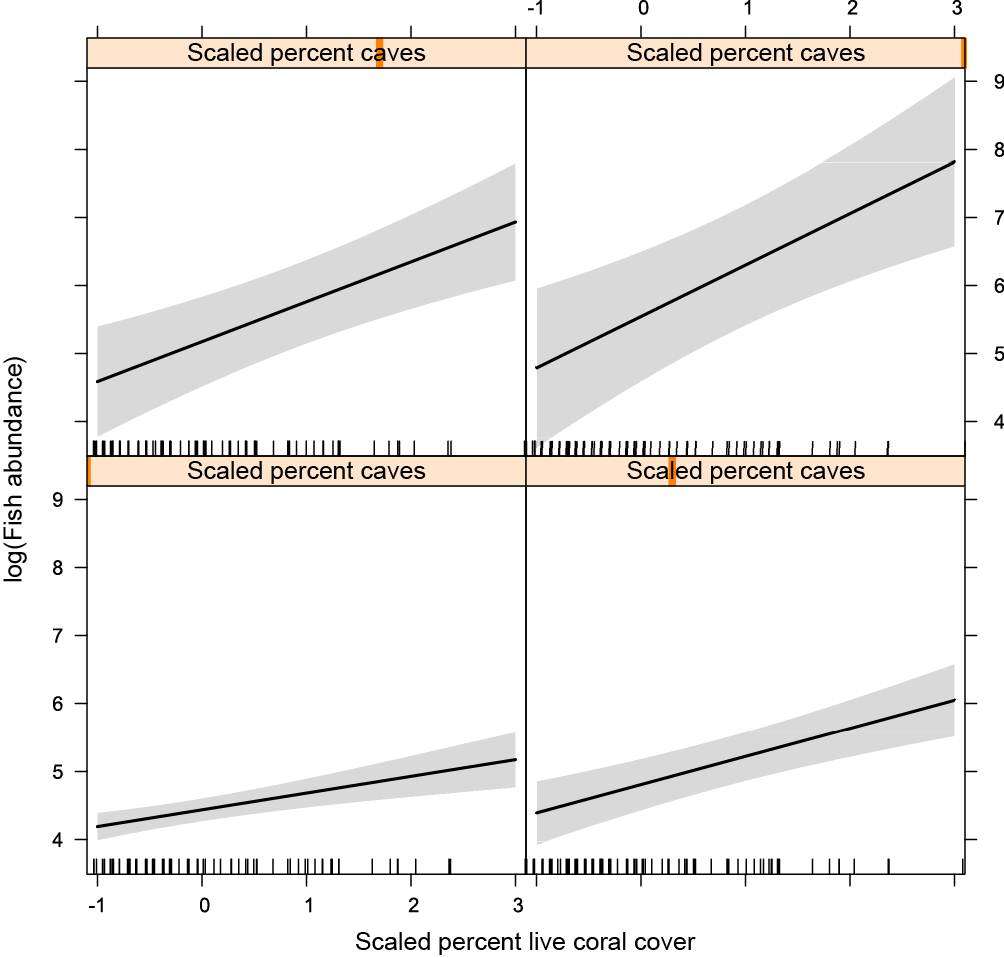 -1 0 1 2 3
Scaled percent caves Scaled percent caves
9
8
7
6
5
4
Scaled percent caves Scaled percent caves
9
8
7
6
5
4
-1 0 1 2 3
log(Fish abundance)
Scaled percent live coral cover